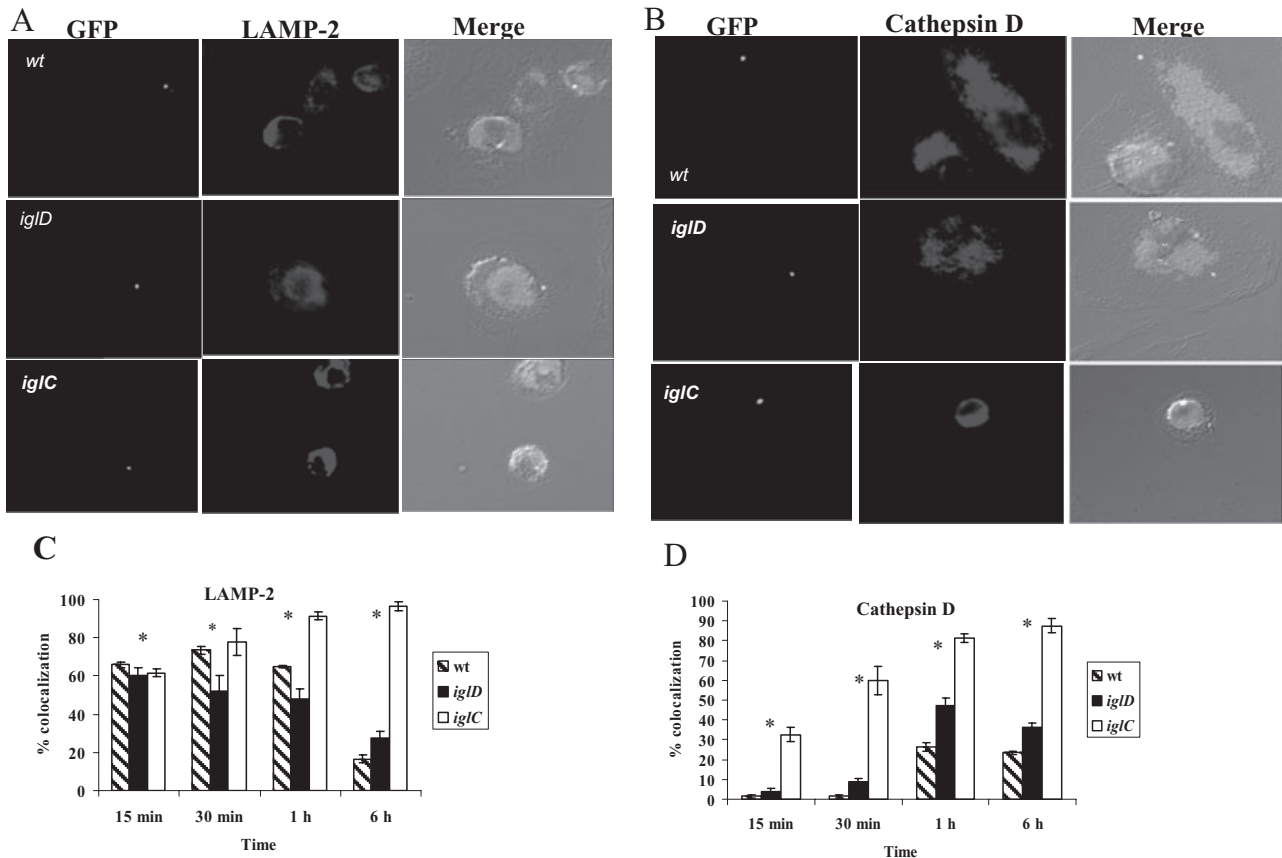 A
GFP LAMP-2 Merge
wt
iglD
iglC
B
GFP Cathepsin D Merge
wt
iglD
iglC
C
LAMP-2
% colocalization
100
80
60
40
20
0
* * * *
15 min 30 min 1 h 6 h
Time
wt
iglD
iglC
D
Cathepsin D
% colocalization
100
90
80
70
60
50
40
30
20
10
0
* * * *
15 min 30 min 1 h 6 h
Time
wt
iglD
iglC